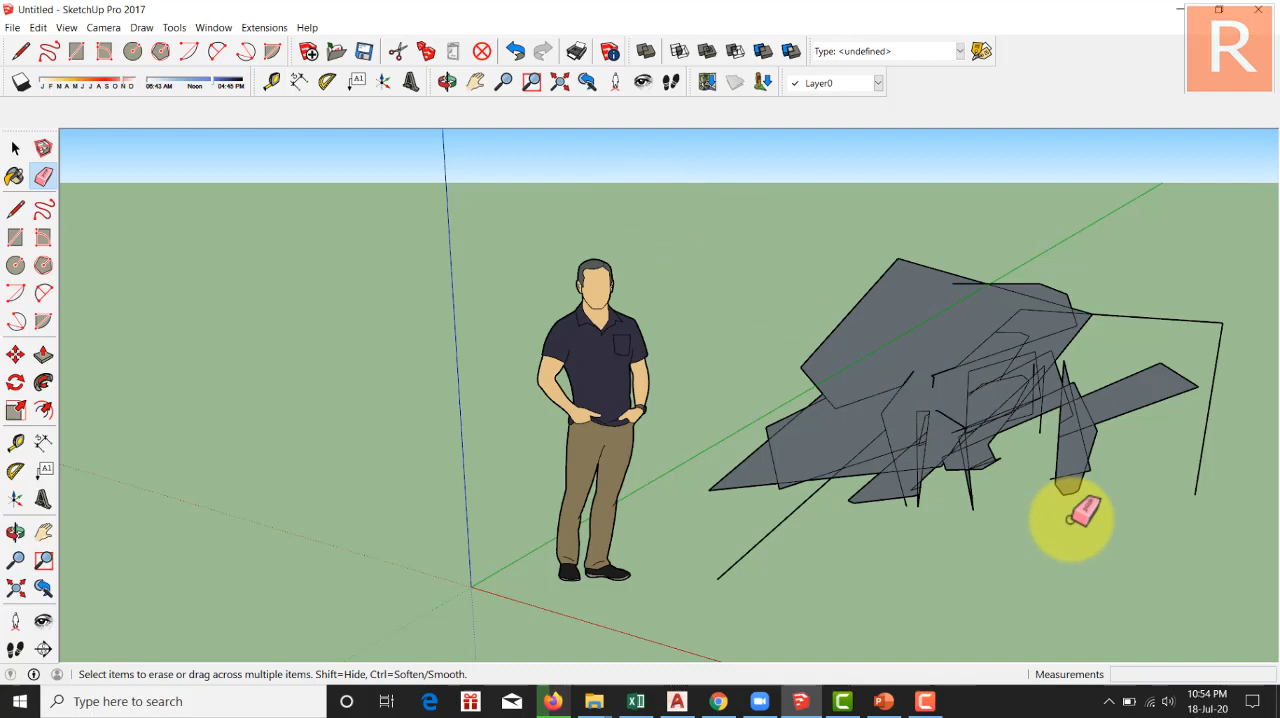 Untitled - SketchUp Pro 2017
File Edit View Camera Draw Tools Window Extensions Help
R
Type: <undefined>
J F M A M J J A S O N D 06:43 AM Noon 04:45 PM
A1
Layer0
A1
Select items to erase or drag across multiple items. Shift=Hide, Ctrl=Soften/Smooth.
Measurements
Type here to search
10:54 PM
18-Jul-20